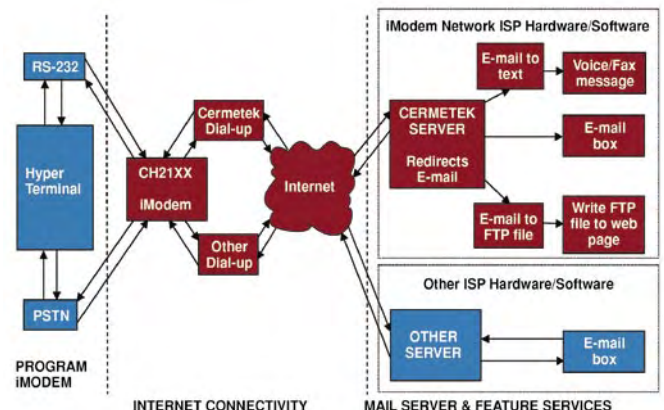 iModem Network ISP Hardware/Software
RS-232
Hyper
Terminal
PSTN
PROGRAM
iMODEM
CH21XX
iModem
Cermetek
Dial-up
Other
Dial-up
Internet
INTERNET CONNECTIVITY
CERMETEK
SERVER
Redirects
E-mail
E-mail to
text
Voice/Fax
message
E-mail
box
E-mail to
FTP file
Write FTP
file to web
page
Other ISP Hardware/Software
OTHER
SERVER
E-mail
box
MAIL SERVER & FEATURE SERVICES